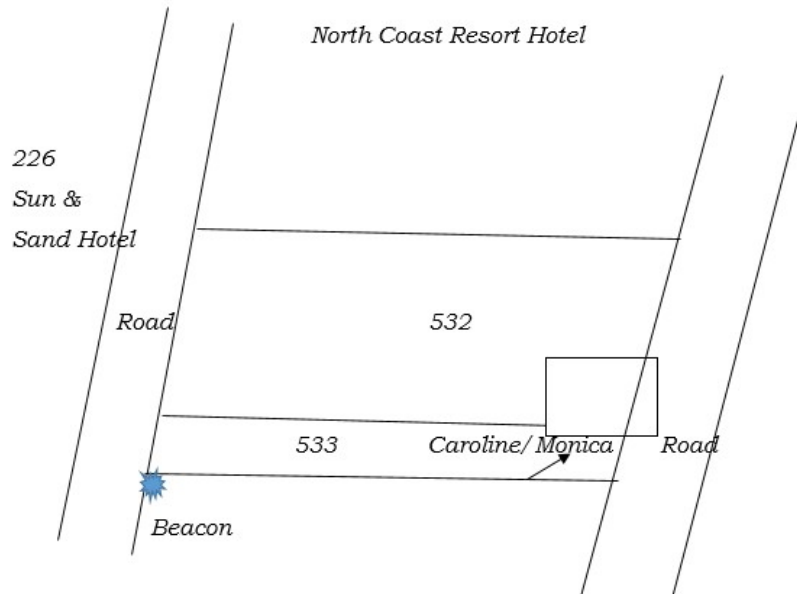 North Coast Resort Hotel
226
Sun &
Sand Hotel
Road
532
533
Caroline/ Monica
Road
Beacon